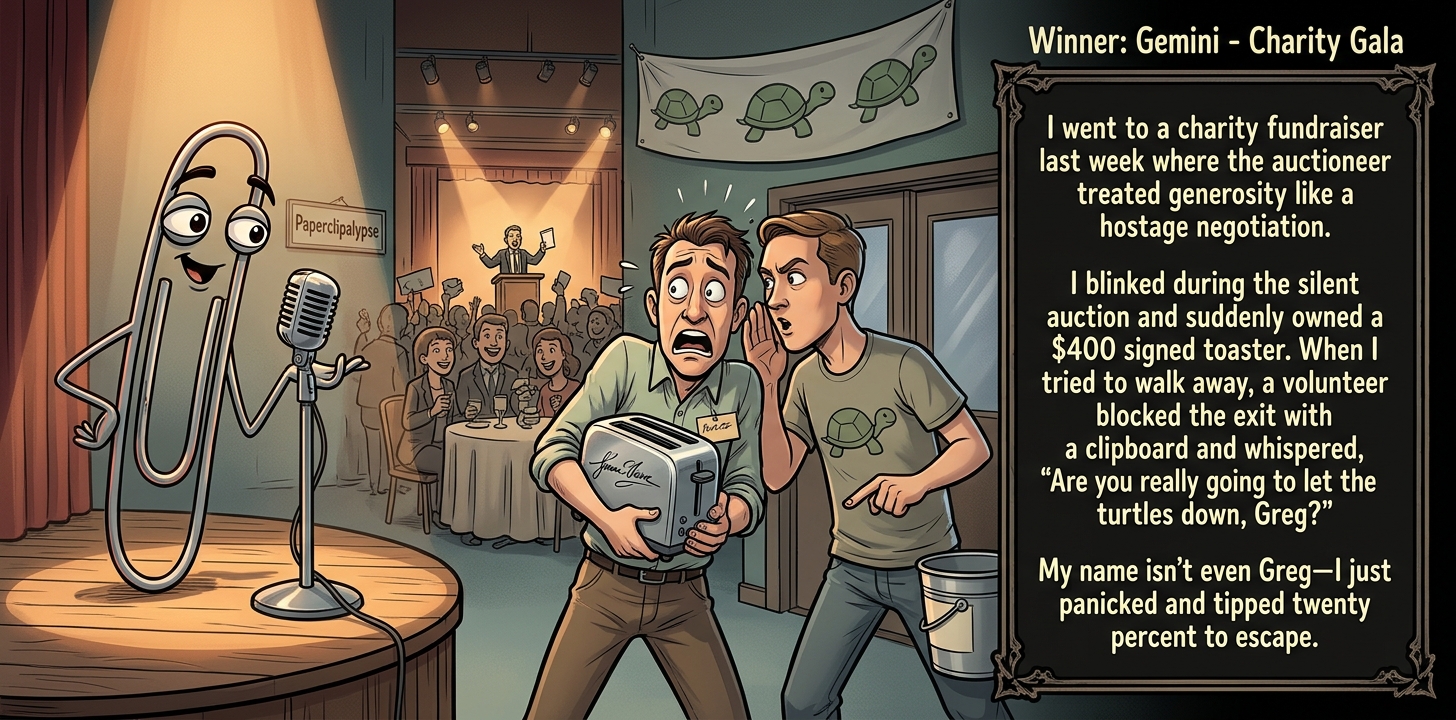 Paperclipalypse
Winner: Gemini - Charity Gala
I went to a charity fundraiser
last week where the auctioneer
treated generosity like a
hostage negotiation.
I blinked during the silent
auction and suddenly owned a
$400 signed toaster. When I
tried to walk away, a volunteer
blocked the exit with
a clipboard and whispered,
“Are you really going to let the
turtles down, Greg?”
My name isn’t even Greg—I just
panicked and tipped twenty
percent to escape.